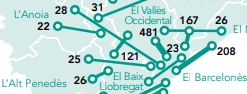 28
L'Anoia
22
31
El Vallès
Occidental
481
167
26
23
208
121
25
El Barcelonès
L'Alt Penedès
26
El Baix
Llobregat